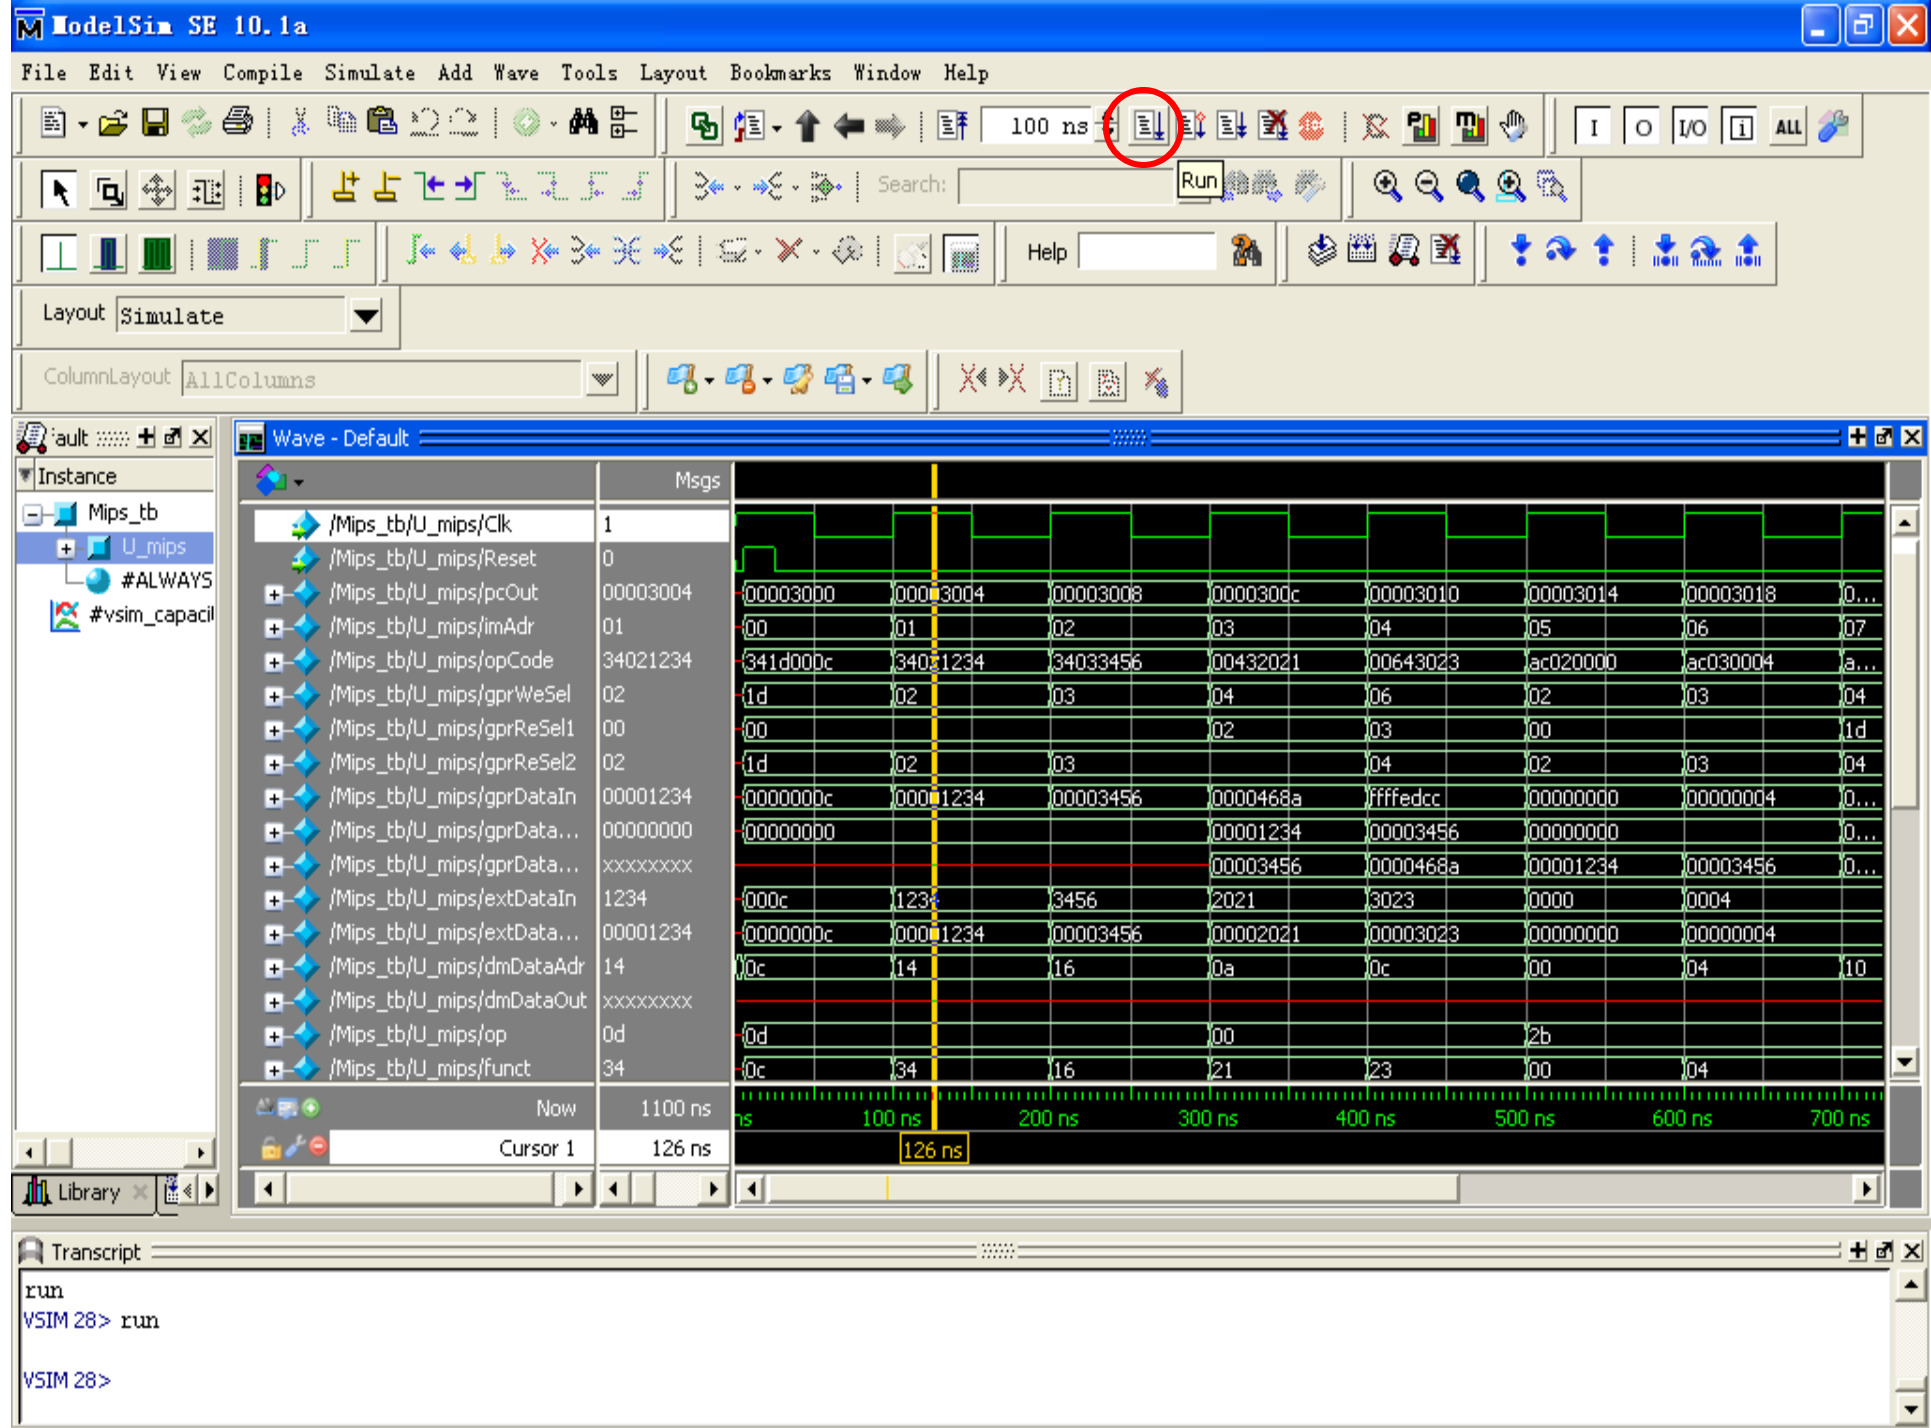 ModelSim SE 10.1a
File Edit View Compile Simulate Add Wave Tools Layout Bookmarks Window Help
100 ns
I O I/O i ALL
Search:
Run
Help
Layout Simulate
ColumnLayout AllColumns
ault
Wave - Default
Instance
Msgs
Mips_tb
U_mips
#ALWAYS
#vsim_capacil
/Mips_tb/U_mips/Clk 1
/Mips_tb/U_mips/Reset 0
/Mips_tb/U_mips/pcOut 00003004 00003000 00003004 00003008 0000300c 00003010 00003014 00003018 0...
/Mips_tb/U_mips/imAdr 01 00 01 02 03 04 05 06 07
/Mips_tb/U_mips/opCode 34021234 341d000c 34021234 34033456 00432021 00643023 ac020000 ac030004 a...
/Mips_tb/U_mips/gprWeSel 02 1d 02 03 04 06 02 03 04
/Mips_tb/U_mips/gprReSel1 00 00 02 03 00 1d
/Mips_tb/U_mips/gprReSel2 02 1d 02 03 04 02 03 04
/Mips_tb/U_mips/gprDataIn 00001234 0000000c 00001234 00003456 0000468a ffffedcc 00000000 00000004 0...
/Mips_tb/U_mips/gprData... 00000000 00000000 00001234 00003456 00000000 0...
/Mips_tb/U_mips/gprData... xxxxxxxx 00003456 0000468a 00001234 00003456 0...
/Mips_tb/U_mips/extDataIn 1234 000c 1234 3456 2021 3023 0000 0004
/Mips_tb/U_mips/extData... 00001234 0000000c 00001234 00003456 00002021 00003023 00000000 00000004
/Mips_tb/U_mips/dmDataAdr 14 0c 14 16 0a 0c 00 04 10
/Mips_tb/U_mips/dmDataOut xxxxxxxx
/Mips_tb/U_mips/op 0d 0d 00 2b
/Mips_tb/U_mips/funct 34 0c 34 16 21 23 00 04
Now 1100 ns ns 100 ns 200 ns 300 ns 400 ns 500 ns 600 ns 700 ns
Cursor 1 126 ns 126 ns
Library
Transcript
run
VSIM 28> run
VSIM 28>